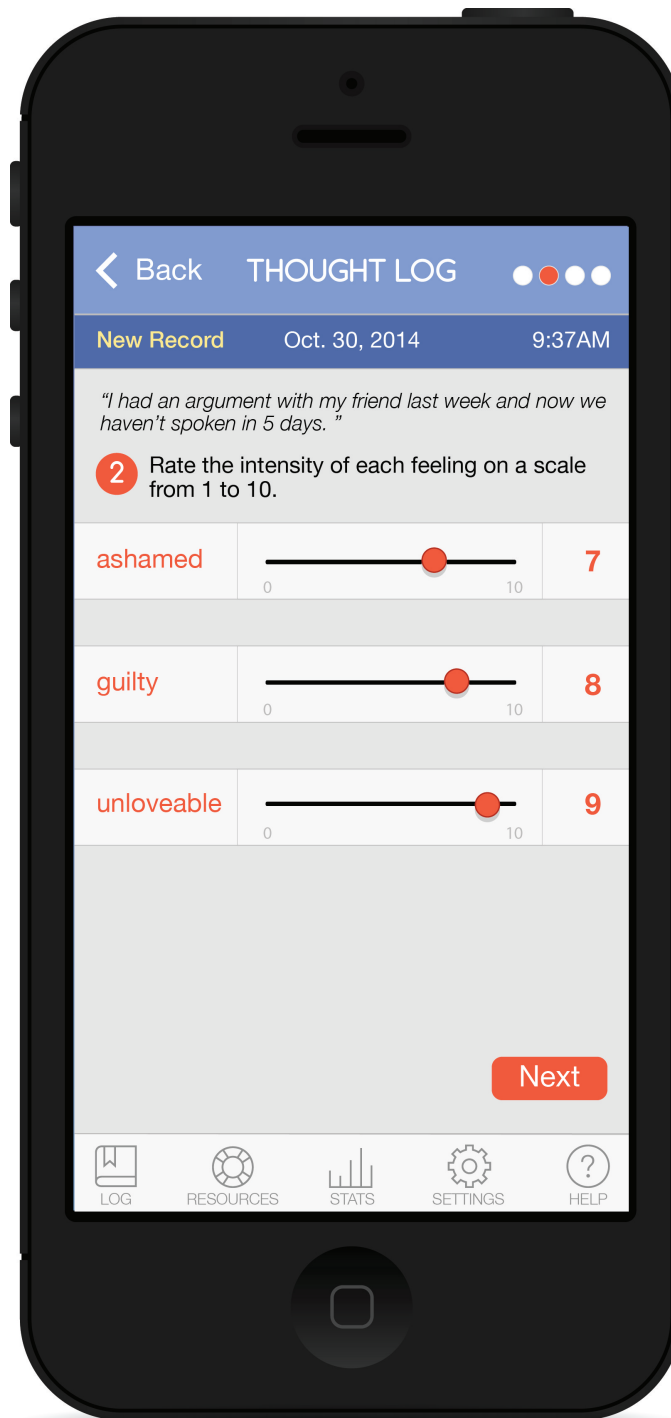 Back THOUGHT LOG
New Record Oct. 30, 2014 9:37AM
“I had an argument with my friend last week and now we
haven’t spoken in 5 days. ”
2 Rate the intensity of each feeling on a scale
from 1 to 10.
ashamed 7
0 10
guilty 8
0 10
unloveable 9
0 10
Next
LOG RESOURCES STATS SETTINGS HELP